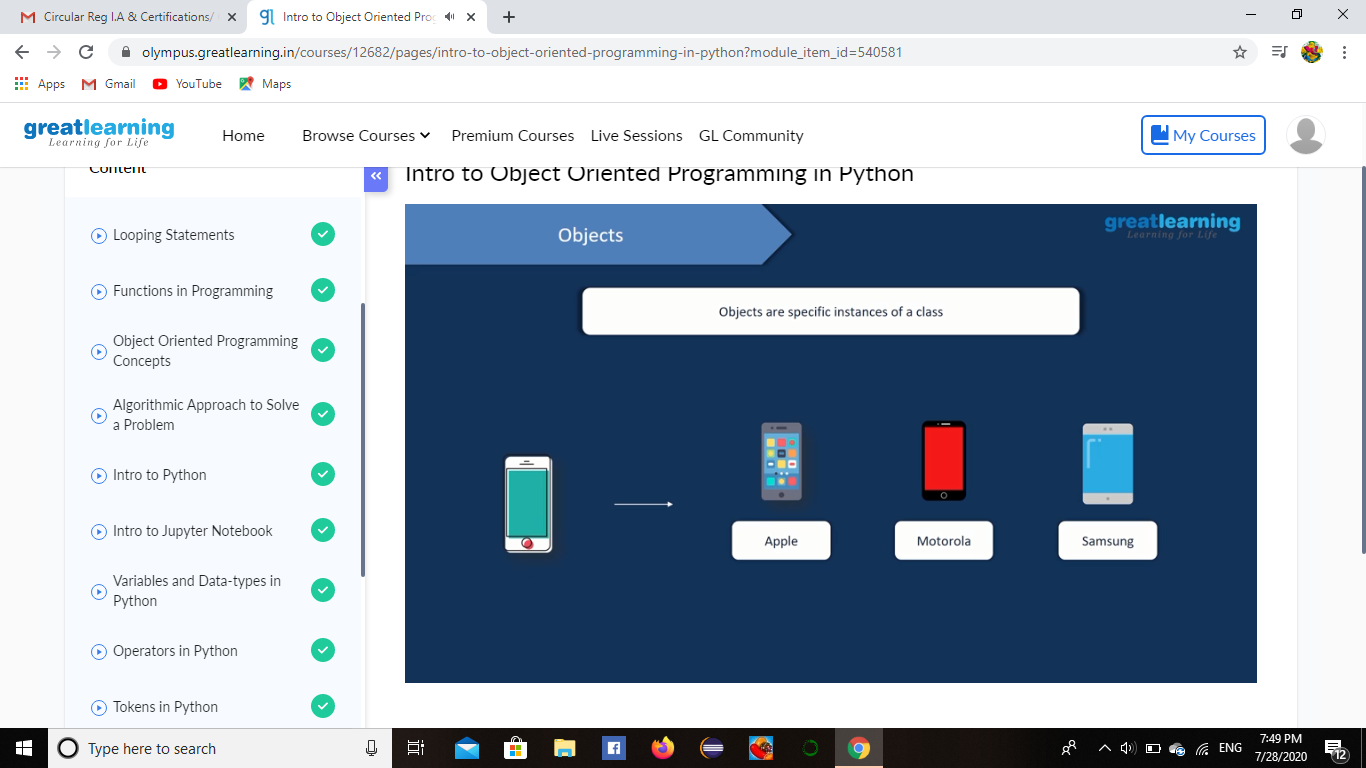 Circular Reg I.A & Certifications/
Intro to Object Oriented Pro
olympus.greatlearning.in/courses/12682/pages/intro-to-object-oriented-programming-in-python?module_item_id=540581
Apps Gmail YouTube Maps
greatlearning
Learning for Life
Home Browse Courses Premium Courses Live Sessions GL Community My Courses
Content
Intro to Object Oriented Programming in Python
Looping Statements
Functions in Programming
Object Oriented Programming
Concepts
Algorithmic Approach to Solve
a Problem
Intro to Python
Intro to Jupyter Notebook
Variables and Data-types in
Python
Operators in Python
Tokens in Python
Objects
greatlearning
Learning for Life
Objects are specific instances of a class
Apple Motorola Samsung
Type here to search
ENG
7:49 PM
7/28/2020
12